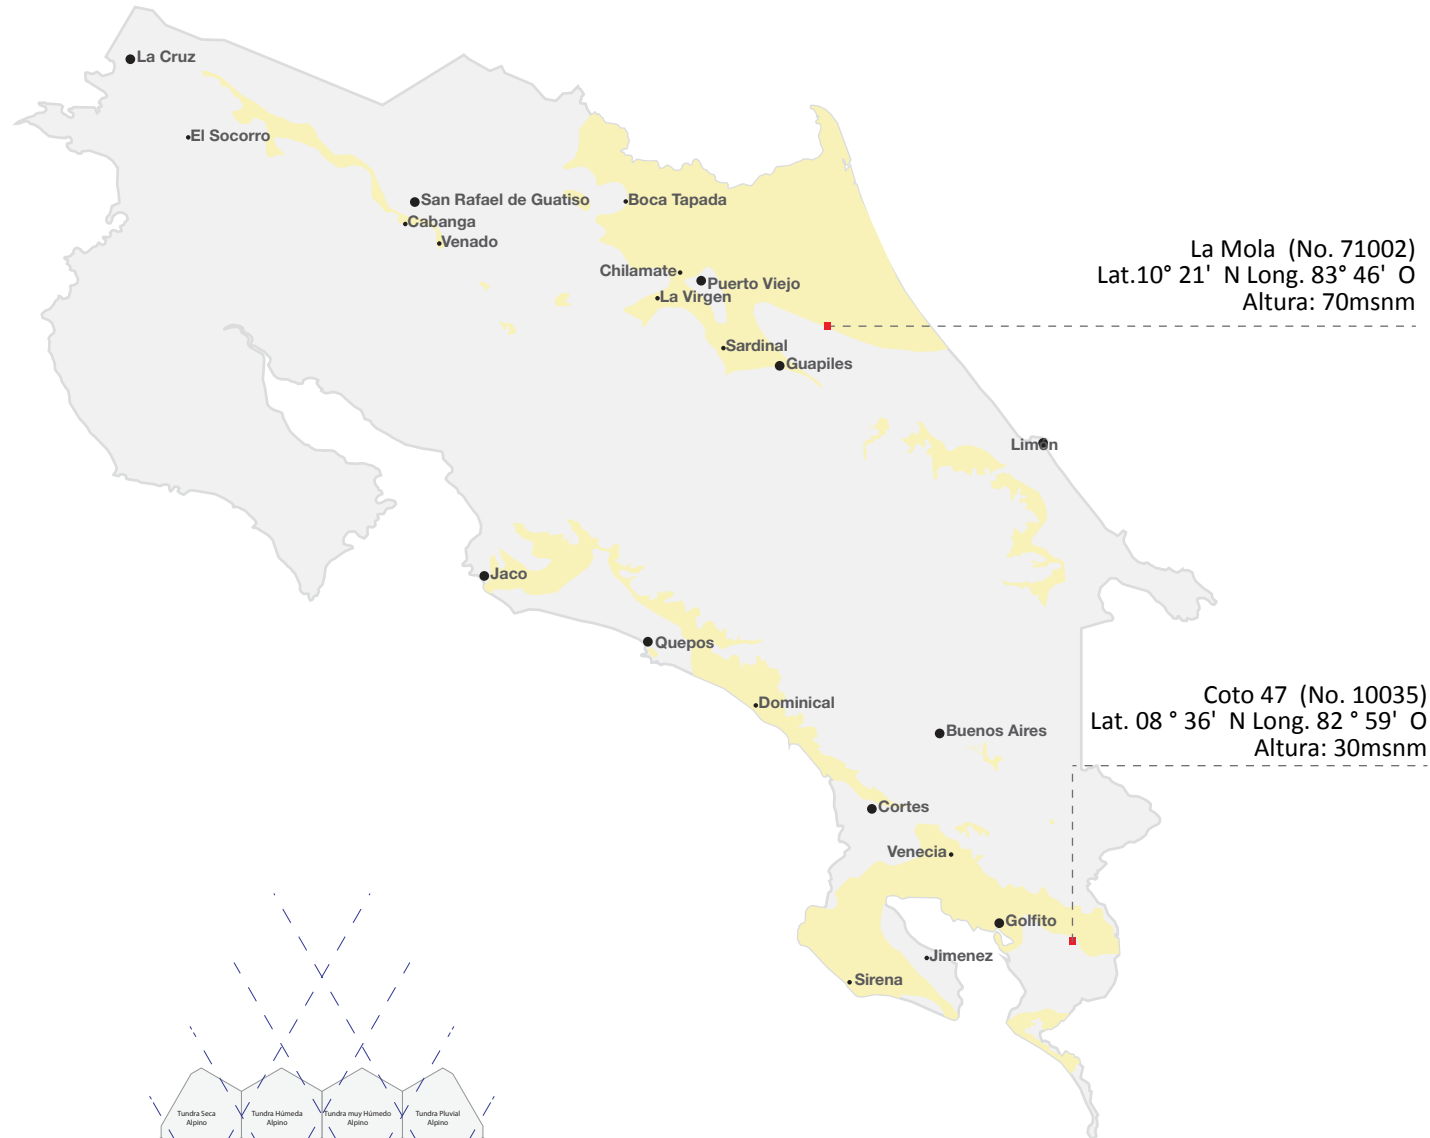 La Cruz
El Socorro
San Rafael de Guatiso
Boca Tapada
Cabanga
Venado
La Mola (No. 71002)
Lat.10° 21' N Long. 83° 46' O
Altura: 70msnm
Chilamate
Puerto Viejo
La Virgen
Sardinal
Guapiles
Limón
Jaco
Quepos
Dominical
Buenos Aires
Coto 47 (No. 10035)
Lat. 08 ° 36' N Long. 82 ° 59' O
Altura: 30msnm
Cortes
Venecia
Golfito
Jimenez
Sirena
Tundra Seca
Alpino
Tundra Húmeda
Alpino
Tundra muy Húmedo
Alpino
Tundra Pluvial
Alpino